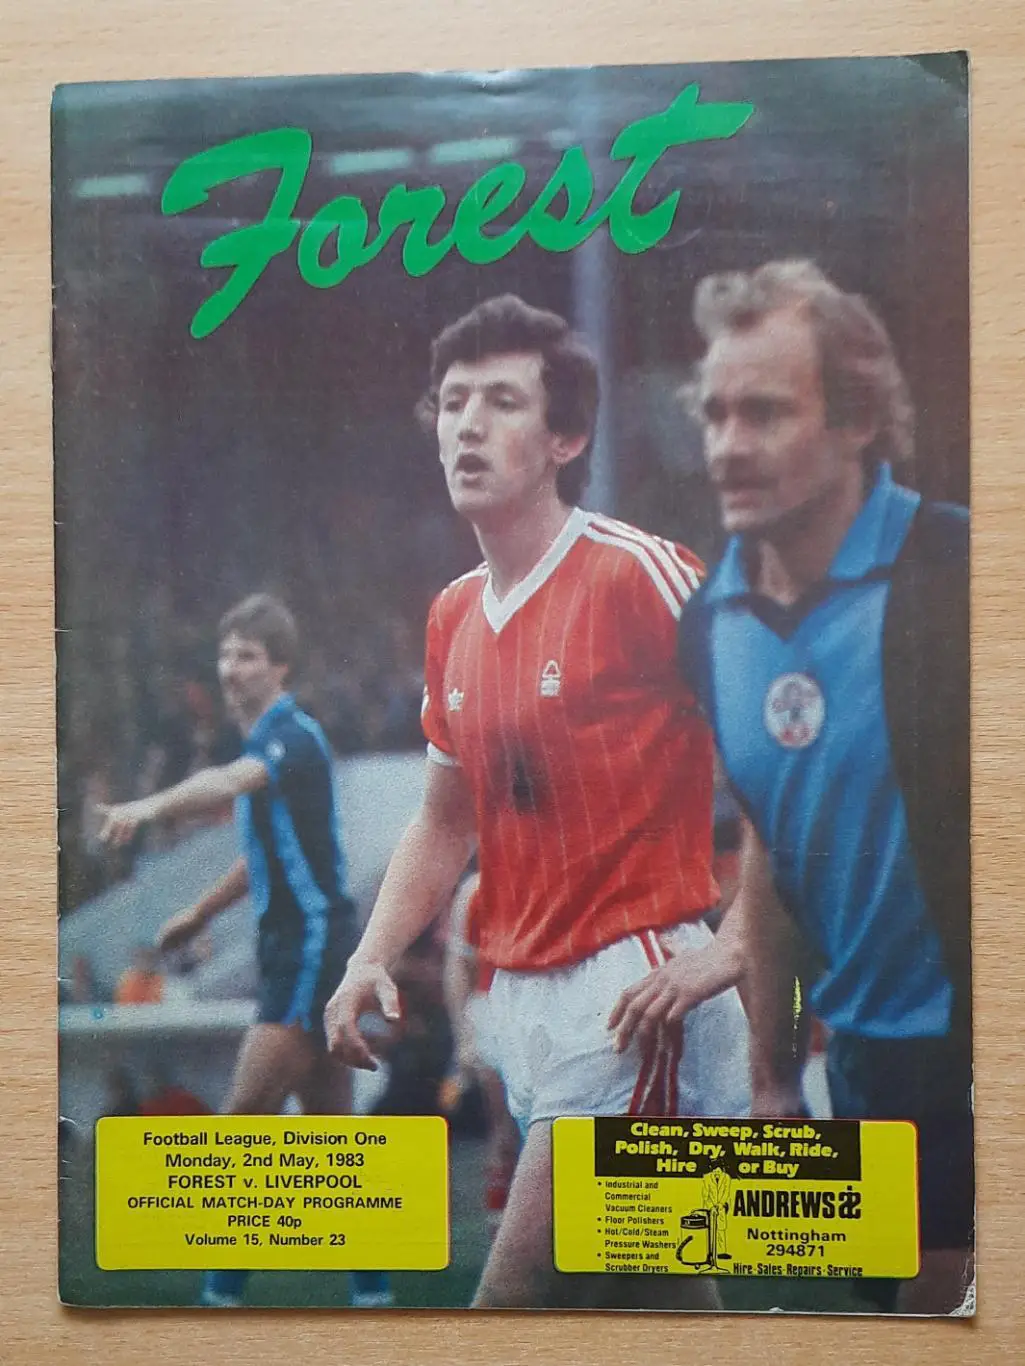 Forest
Football League, Division One
Monday, 2nd May, 1983
FOREST v. LIVERPOOL
OFFICIAL MATCH-DAY PROGRAMME
PRICE 40p
Volume 15, Number 23
Clean, Sweep, Scrub,
Polish, Dry, Walk, Ride,
Hire or Buy
• Industrial and
Commercial
Vacuum Cleaners
• Floor Polishers
• Hot/Cold/Steam
Pressure Washers
• Sweepers and
Scrubber Dryers
ANDREWS
Nottingham
294871
Hire·Sales·Repairs·Service